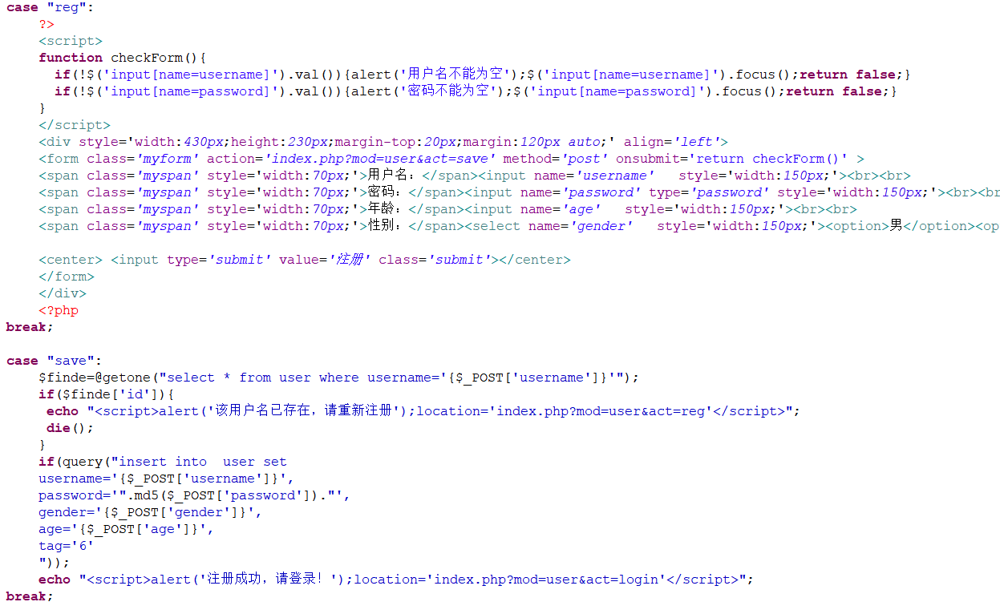 case "reg":
?>
<script>
function checkForm(){
if(!$('input[name=username]').val()){alert('用户名不能为空');$('input[name=username]').focus();return false;}
if(!$('input[name=password]').val()){alert('密码不能为空');$('input[name=password]').focus();return false;}
}
</script>
<div style='width:430px;height:230px;margin-top:20px;margin:120px auto;' align='left'>
<form class='myform' action='index.php?mod=user&act=save' method='post' onsubmit='return checkForm()' >
<span class='myspan' style='width:70px;'>用户名：</span><input name='username'   style='width:150px;'><br><br>
<span class='myspan' style='width:70px;'>密码：</span><input name='password' type='password' style='width:150px;'><br><br
<span class='myspan' style='width:70px;'>年龄：</span><input name='age'   style='width:150px;'><br><br>
<span class='myspan' style='width:70px;'>性别：</span><select name='gender'   style='width:150px;'><option>男</option><op
<center> <input type='submit' value='注册' class='submit'></center>
</form>
</div>
<?php
break;
case "save":
$finde=@getone("select * from user where username='{$_POST['username']}'");
if($finde['id']){
echo "<script>alert('该用户名已存在，请重新注册');location='index.php?mod=user&act=reg'</script>";
die();
}
if(query("insert into  user set
username='{$_POST['username']}',
password='".md5($_POST['password'])."',
gender='{$_POST['gender']}',
age='{$_POST['age']}',
tag='6'
"));
echo "<script>alert('注册成功，请登录！');location='index.php?mod=user&act=login'</script>";
break;